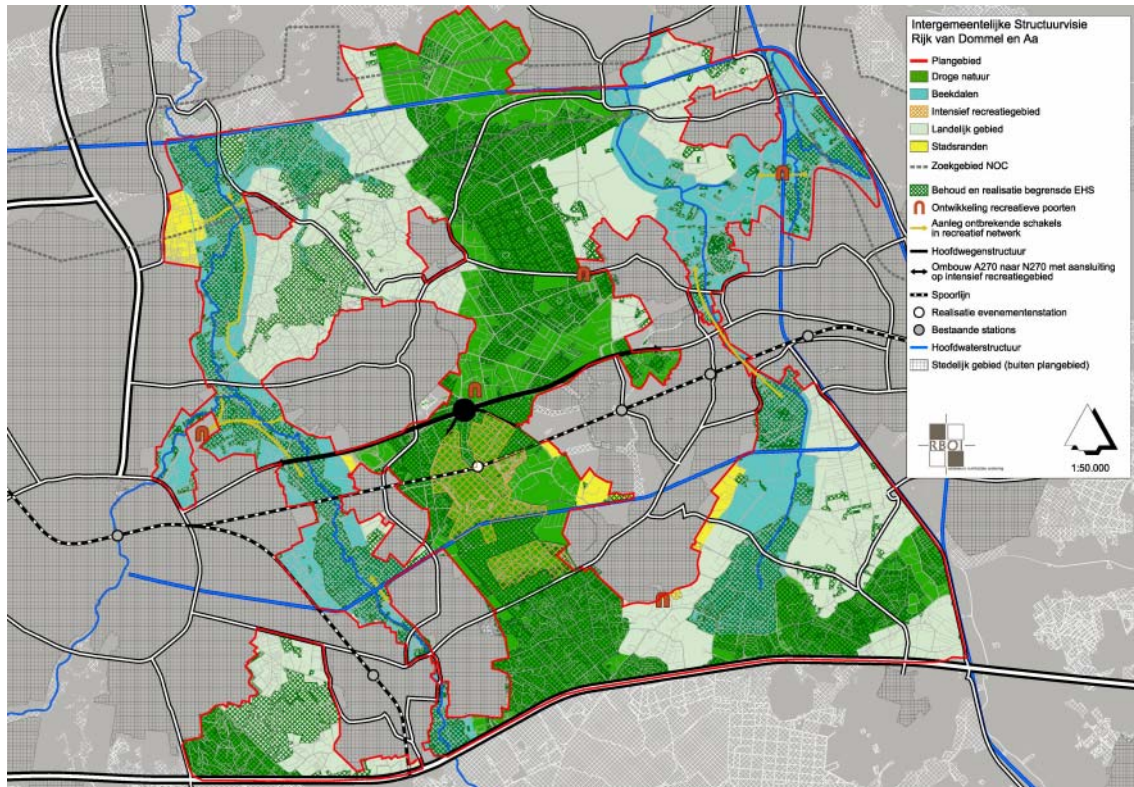 Intergemeentelijke Structuurvisie
Rijk van Dommel en Aa
Plangebied
Droge natuur
Beekdalen
Intensief recreatiegebied
Landelijk gebied
Stadsranden
Zoekgebied NOC
Behoud en realisatie begrensde EHS
Ontwikkeling recreatieve poorten
Aanleg ontbrekende schakels
in recreatief netwerk
Hoofdwegenstructuur
Ombouw A270 naar N270 met aansluiting
op intensief recreatiegebied
Spoorlijn
Realisatie evenementenstation
Bestaande stations
Hoofdwaterstructuur
Stedelijk gebied (buiten plangebied)
RBOI
1:50.000